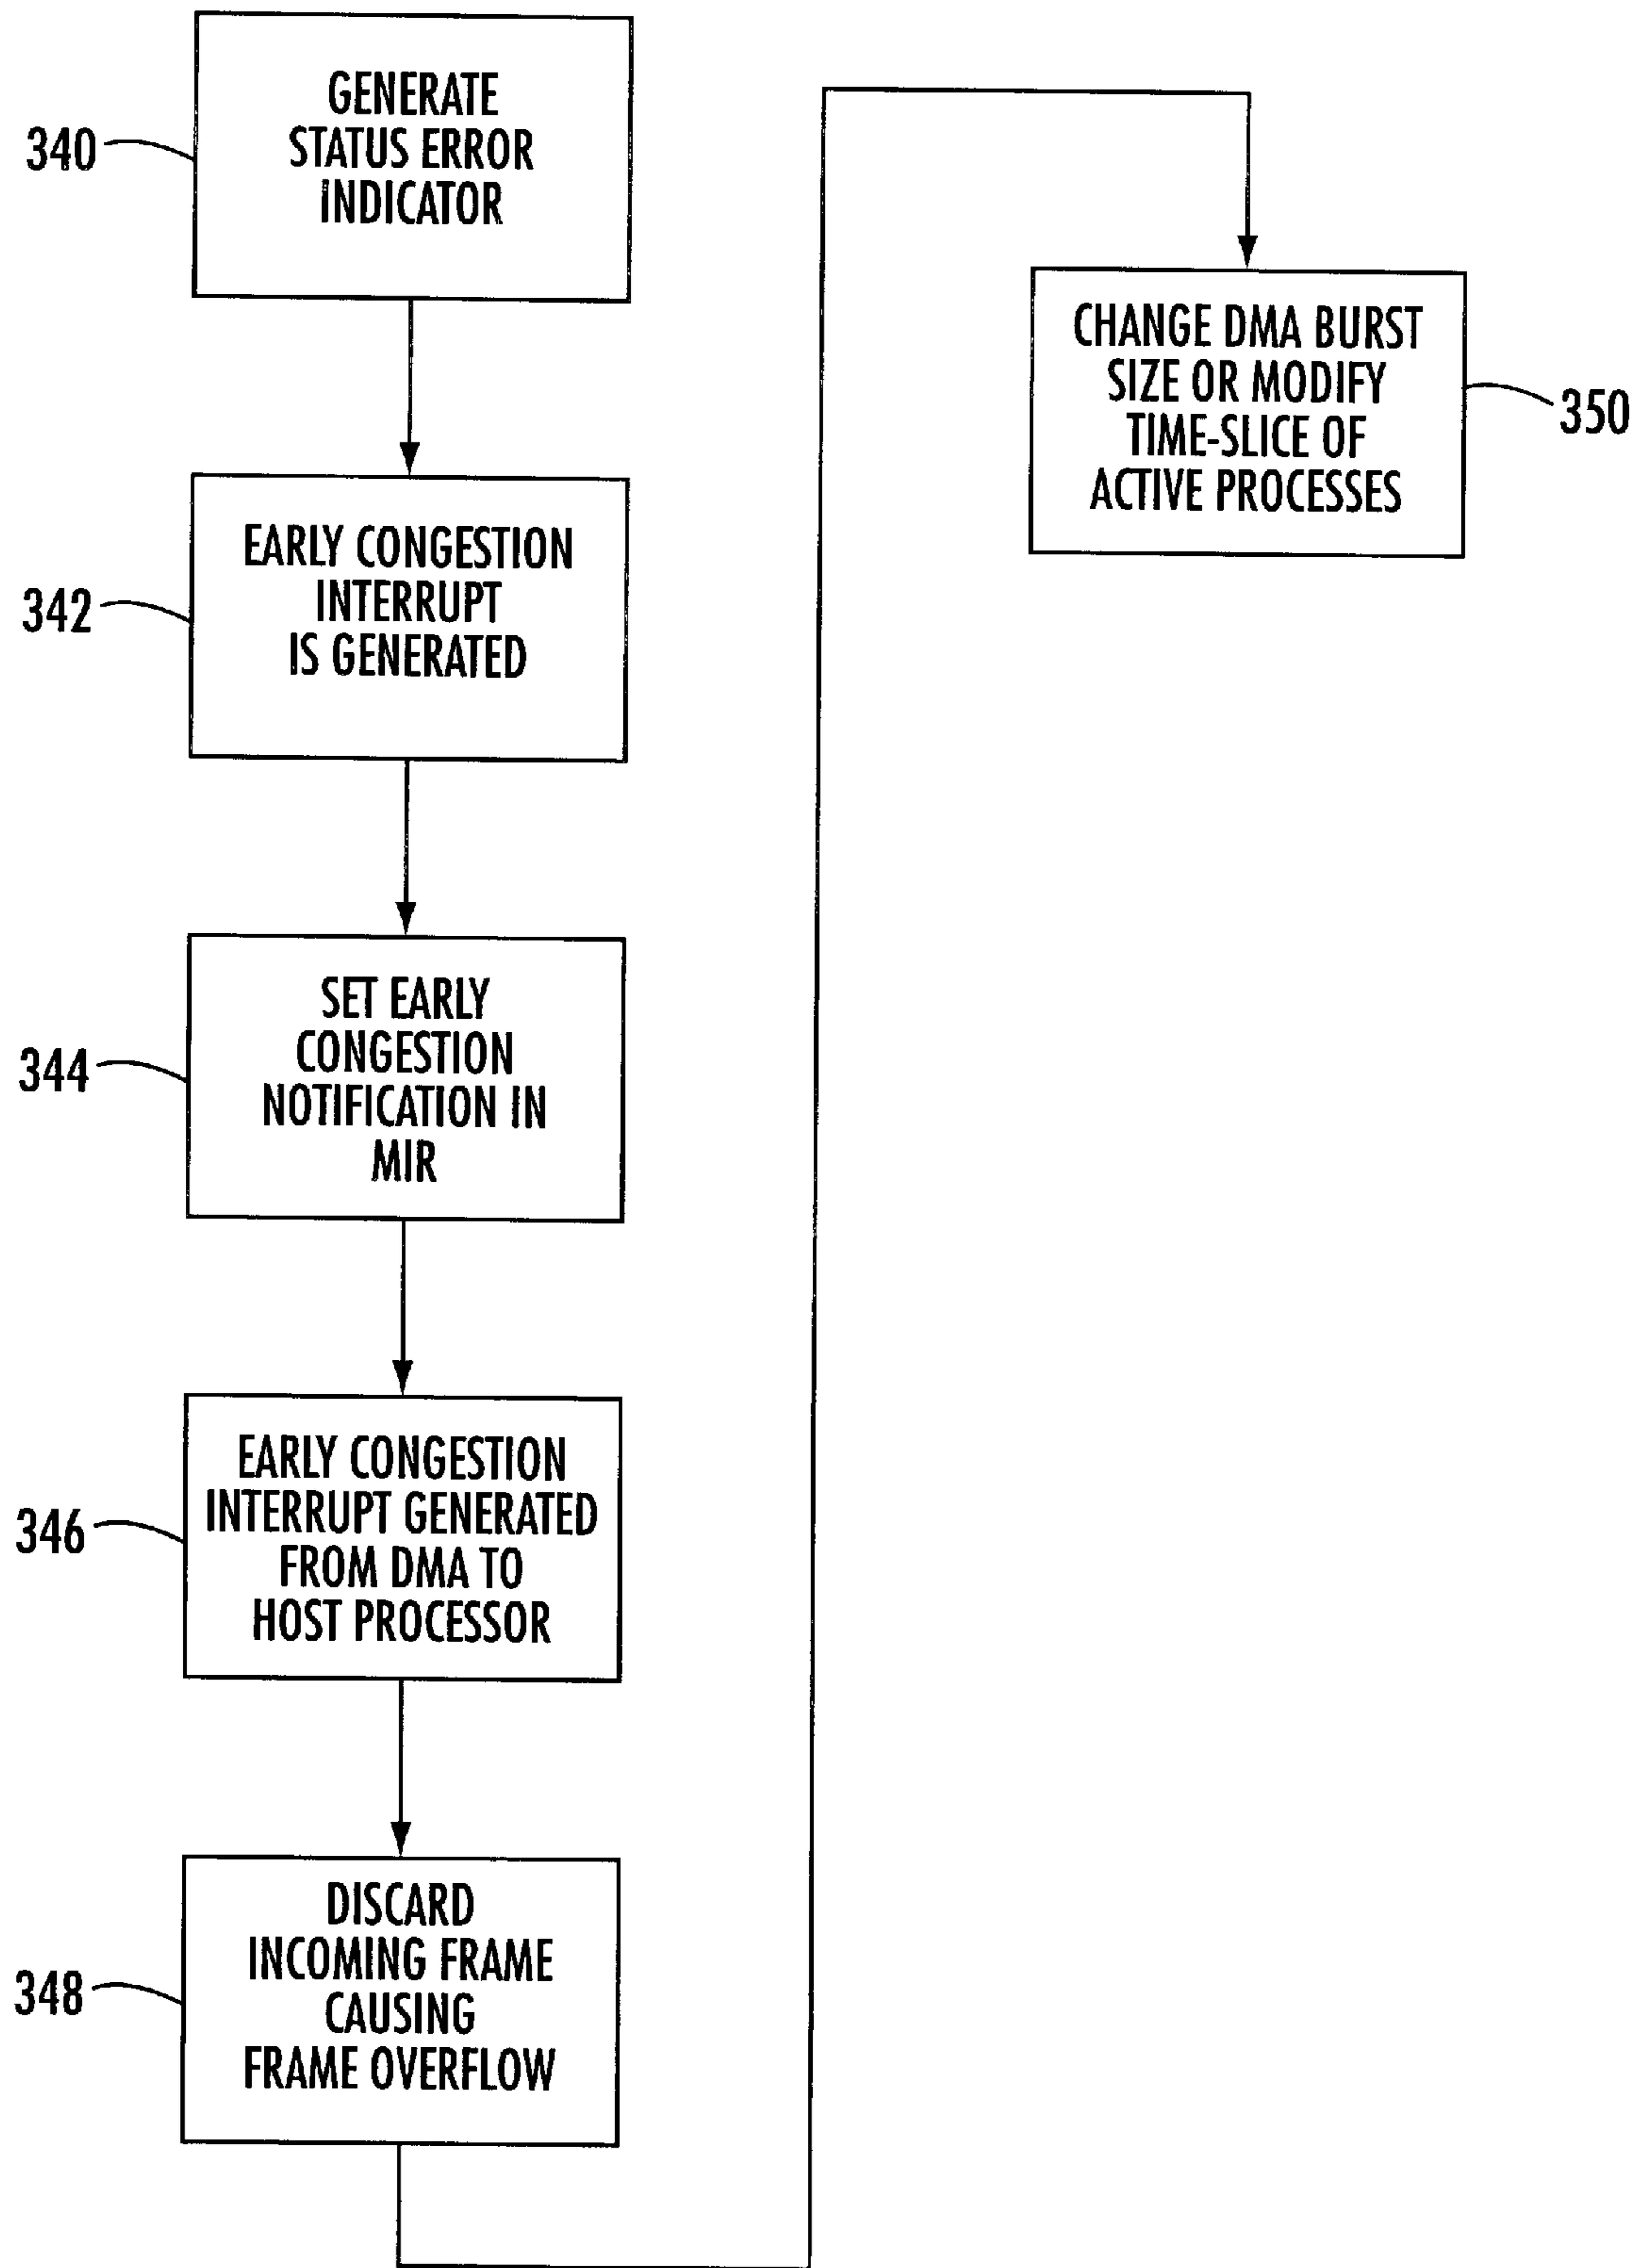 340
GENERATE
STATUS ERROR
INDICATOR
342
EARLY CONGESTION
INTERRUPT
IS GENERATED
344
SET EARLY
CONGESTION
NOTIFICATION IN
MIR
346
EARLY CONGESTION
INTERRUPT GENERATED
FROM DMA TO
HOST PROCESSOR
348
DISCARD
INCOMING FRAME
CAUSING
FRAME OVERFLOW
CHANGE DMA BURST
SIZE OR MODIFY
TIME-SLICE OF
ACTIVE PROCESSES
350